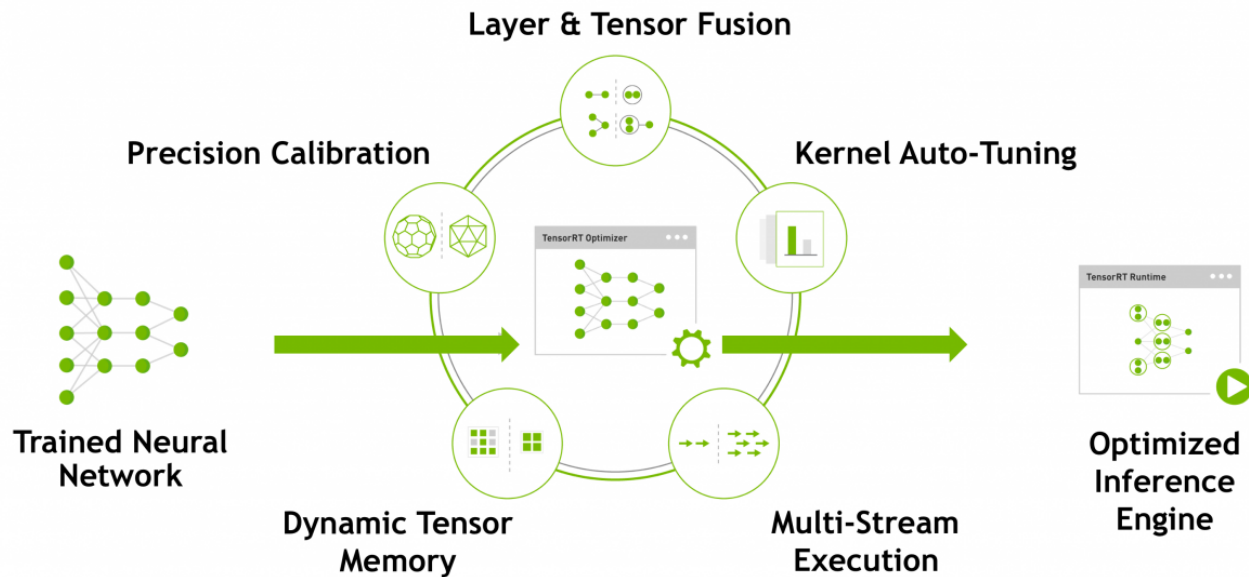 Layer & Tensor Fusion
Precision Calibration
Kernel Auto-Tuning
TensorRT Optimizer
TensorRT Runtime
Trained Neural
Network
Optimized
Inference
Engine
Dynamic Tensor
Memory
Multi-Stream
Execution